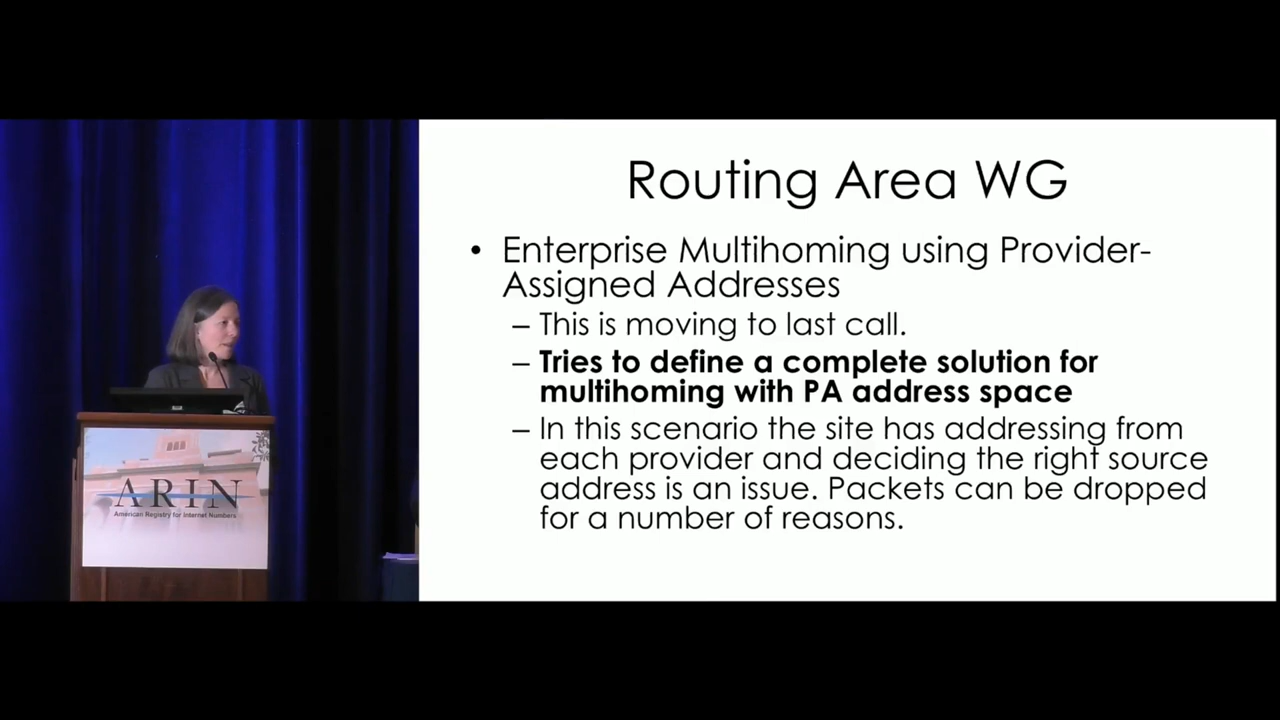 Routing Area WG
• Enterprise Multihoming using Provider-
Assigned Addresses
– This is moving to last call.
– Tries to define a complete solution for
multihoming with PA address space
– In this scenario the site has addressing from
each provider and deciding the right source
address is an issue. Packets can be dropped
for a number of reasons.
ARIN
American Registry for Internet Numbers